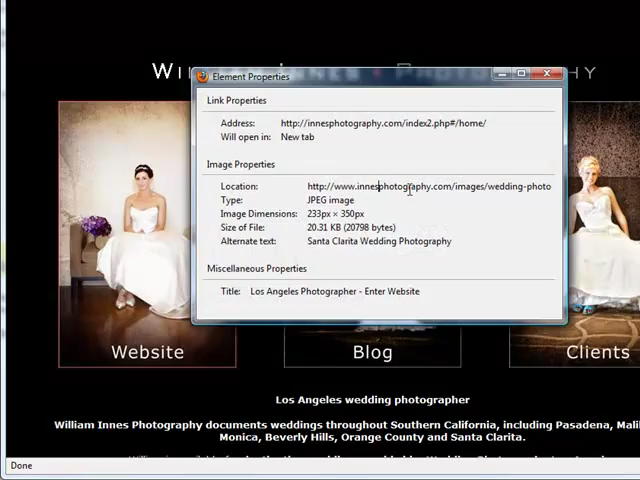 Element Properties
Link Properties
Address: http://innesphotography.com/index2.php#/home/
Will open in: New tab
Image Properties
Location: http://www.innesphotography.com/images/wedding-photo
Type: JPEG image
Image Dimensions: 233px × 350px
Size of File: 20.31 KB (20798 bytes)
Alternate text: Santa Clarita Wedding Photography
Miscellaneous Properties
Title: Los Angeles Photographer - Enter Website
Website Blog Clients
Los Angeles wedding photographer
William Innes Photography documents weddings throughout Southern California, including Pasadena,
Monica, Beverly Hills, Orange County and Santa Clarita.
Done